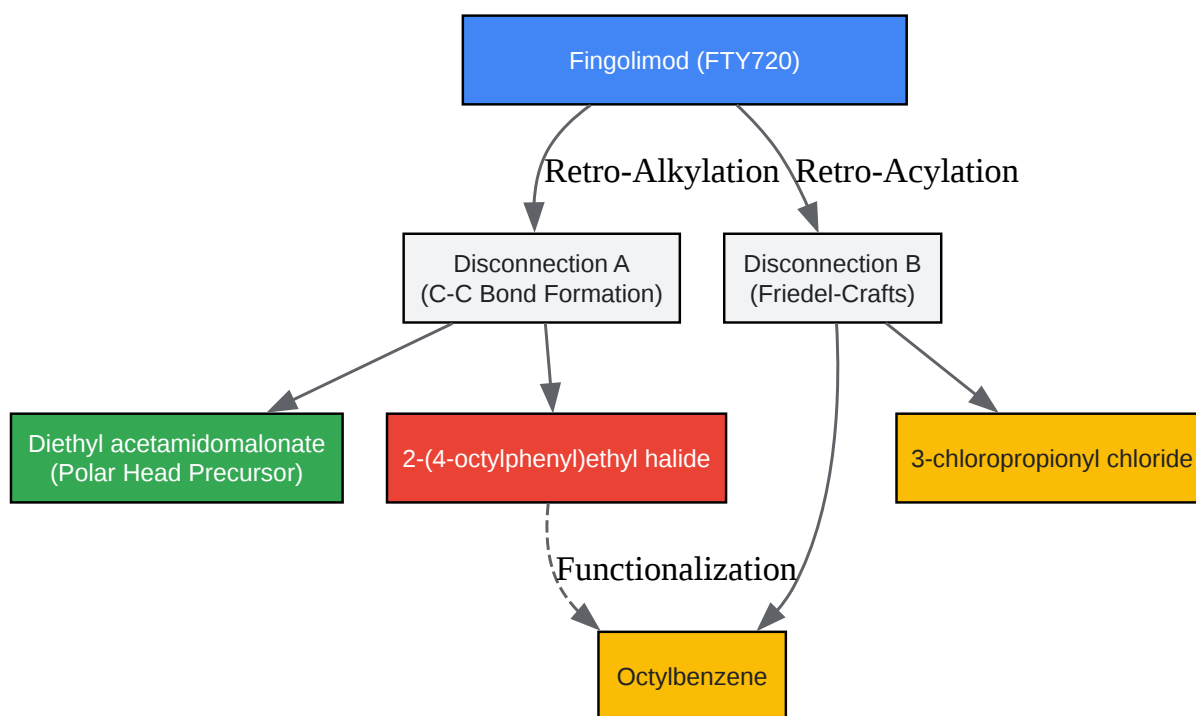 Fingolimod (FTY720)
Retro-Alkylation
Retro-Acylation
Disconnection A
(C-C Bond Formation)
Disconnection B
(Friedel-Crafts)
Diethyl acetamidomalonate
(Polar Head Precursor)
2-(4-octylphenyl)ethyl halide
3-chloropropionyl chloride
Functionalization
Octylbenzene